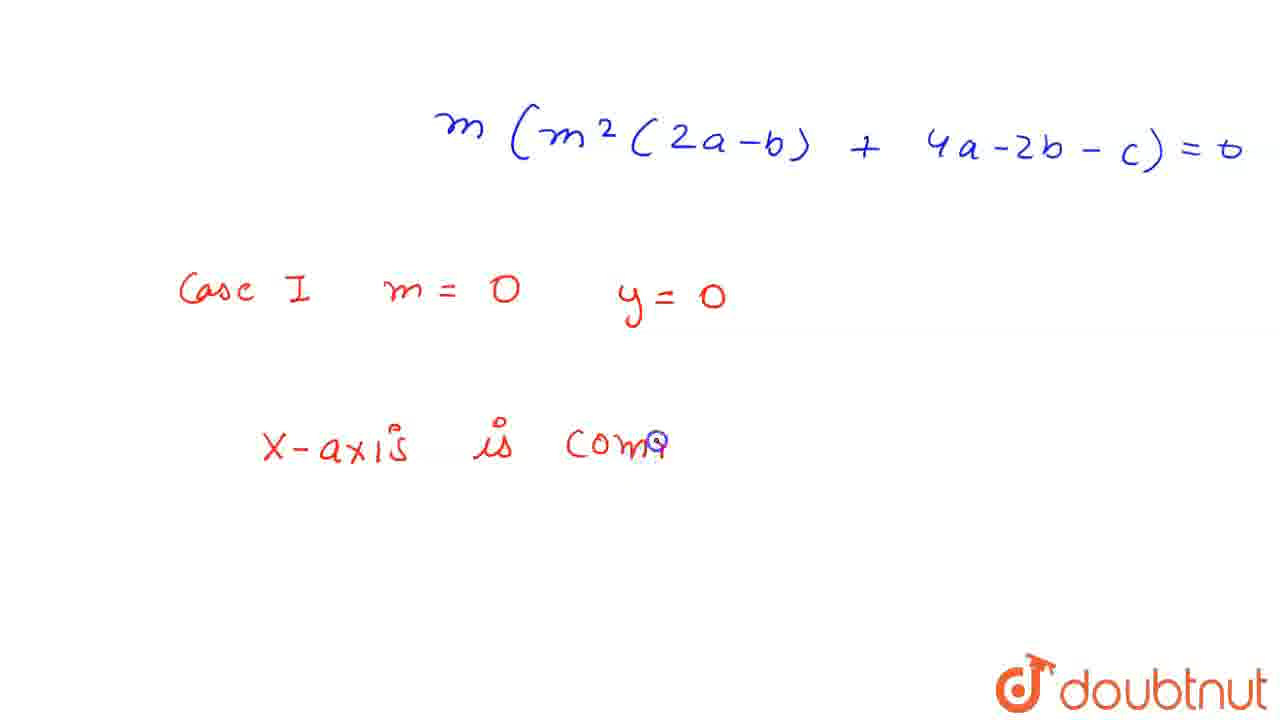 m (m² (2a-b) + 4a-2b-c) = 0
Case I m = 0 y = 0
x-axis is com
doubtnut